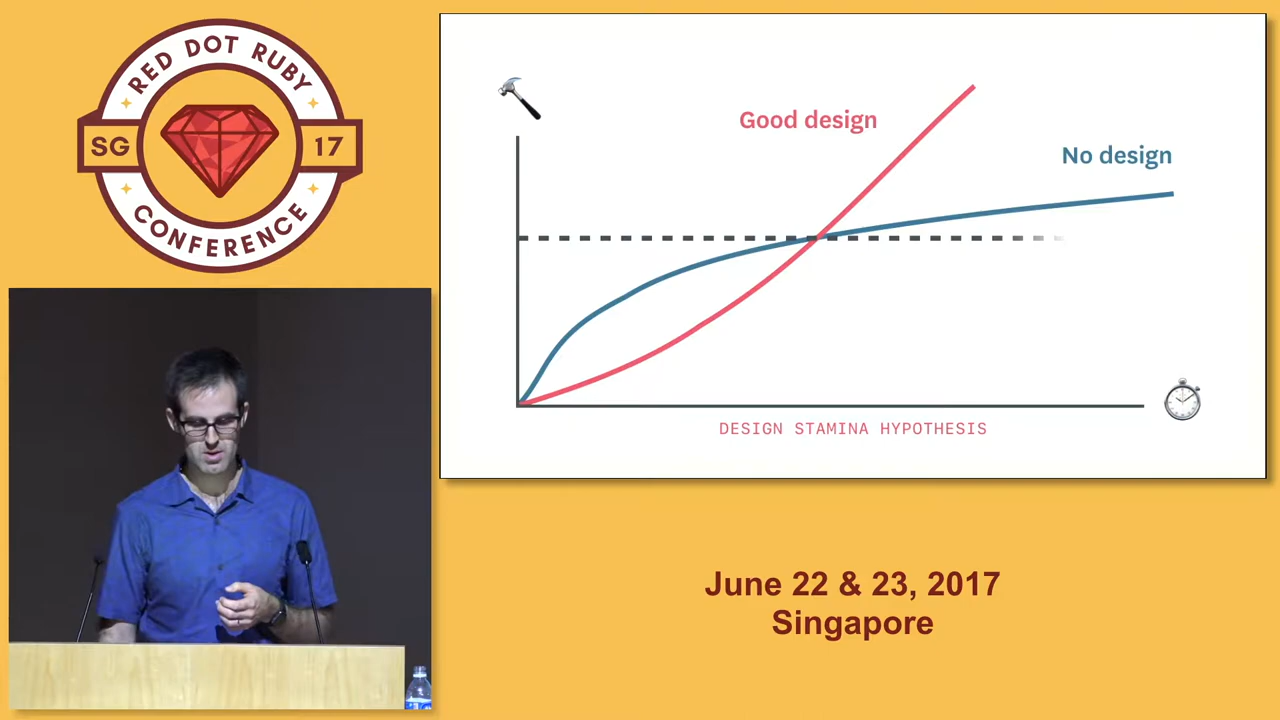 RED DOT RUBY
SG
17
CONFERENCE
Good design
No design
DESIGN STAMINA HYPOTHESIS
June 22 & 23, 2017
Singapore